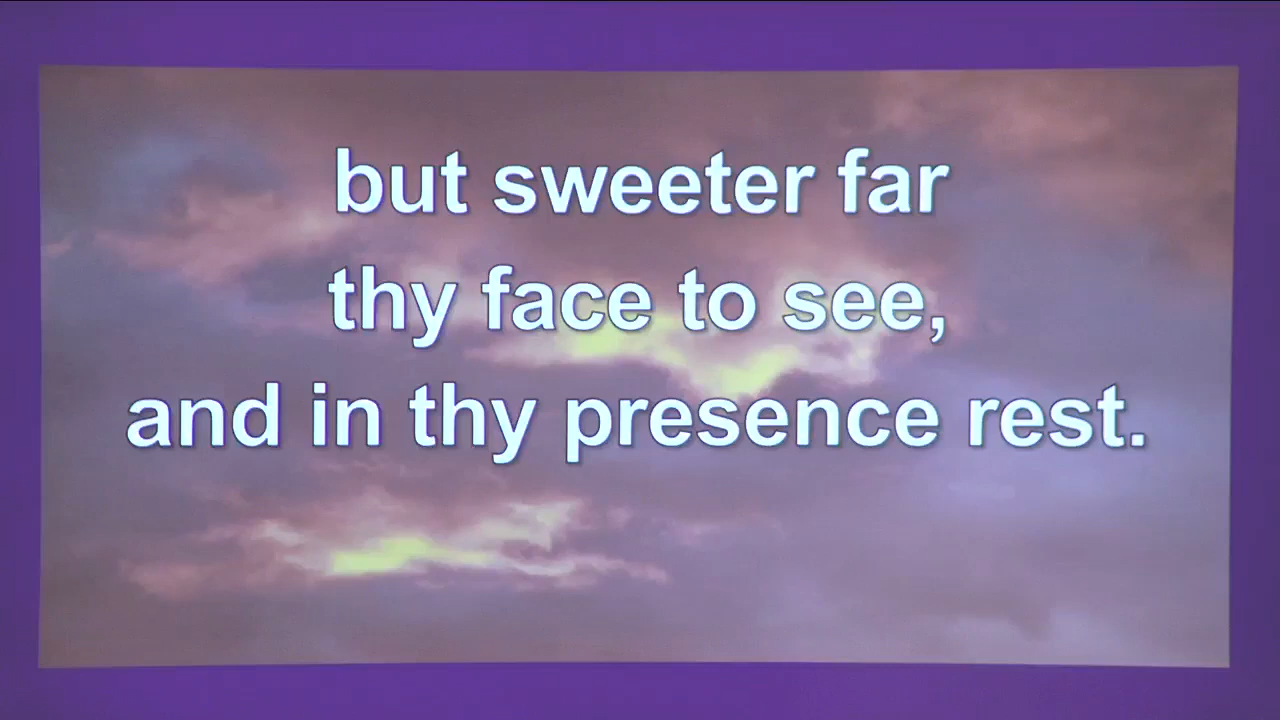 but sweeter far
thy face to see,
and in thy presence rest.